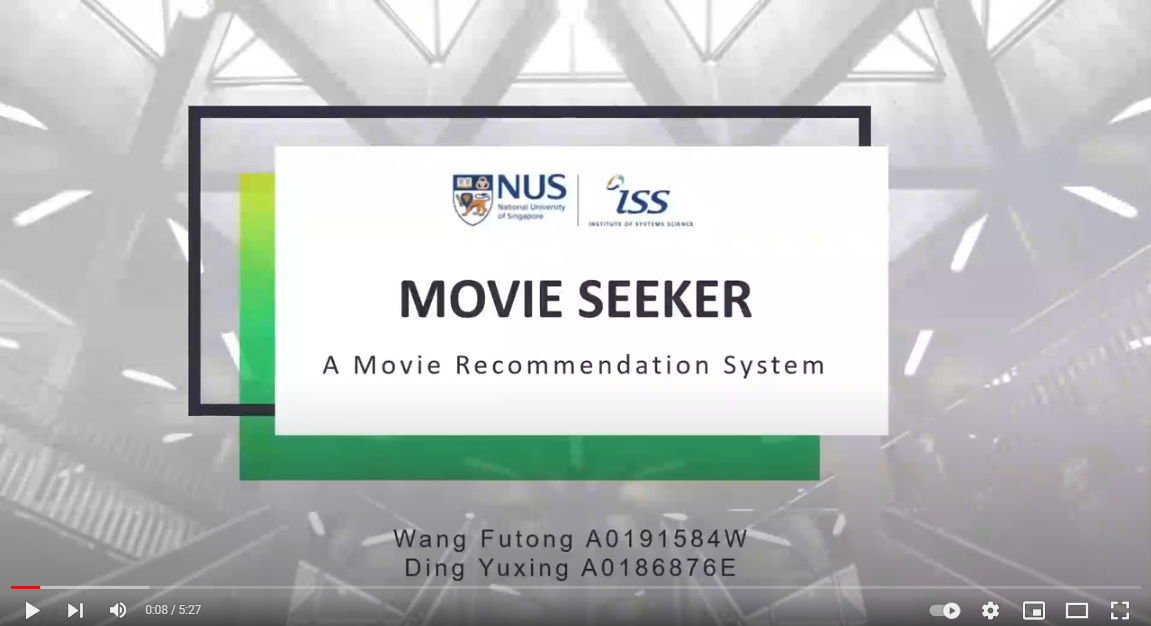 NUS
National University
of Singapore
ISS
INSTITUTE OF SYSTEMS SCIENCE
MOVIE SEEKER
A Movie Recommendation System
Wang Futong A0191584W
Ding Yuxing A0186876E
0:08 / 5:27